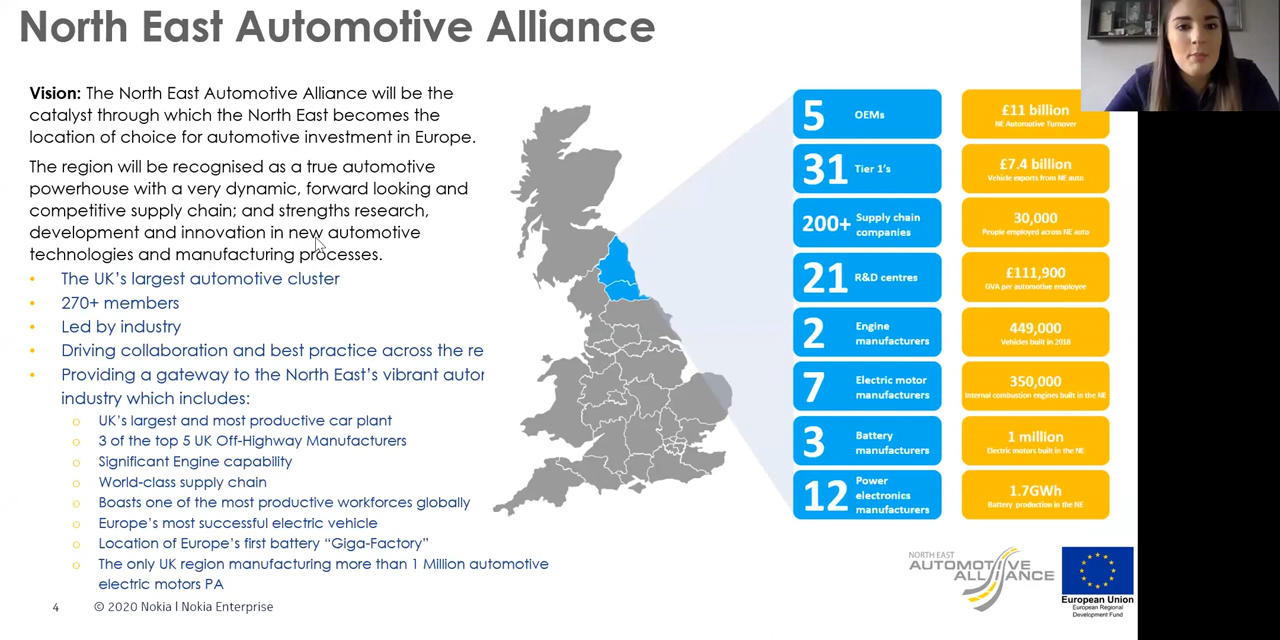 North East Automotive Alliance
Vision: The North East Automotive Alliance will be the
catalyst through which the North East becomes the
location of choice for automotive investment in Europe.
The region will be recognised as a true automotive
powerhouse with a very dynamic, forward looking and
competitive supply chain; and strengths research,
development and innovation in new automotive
technologies and manufacturing processes.
• The UK's largest automotive cluster
• 270+ members
• Led by industry
• Driving collaboration and best practice across the re
• Providing a gateway to the North East's vibrant autor
industry which includes:
o UK's largest and most productive car plant
o 3 of the top 5 UK Off-Highway Manufacturers
o Significant Engine capability
o World-class supply chain
o Boasts one of the most productive workforces globally
o Europe's most successful electric vehicle
o Location of Europe's first battery “Giga-Factory”
o The only UK region manufacturing more than 1 Million automotive
electric motors PA
5 OEMs
31 Tier 1's
200+ Supply chain
companies
21 R&D centres
2 Engine
manufacturers
7 Electric motor
manufacturers
3 Battery
manufacturers
12 Power
electronics
manufacturers
£11 billion
NE Automotive Turnover
£7.4 billion
Vehicle exports from NE auto
30,000
People employed across NE auto
£111,900
GVA per automotive employee
449,000
Vehicles built in 2018
350,000
Internal combustion engines built in the NE
1 million
Electric motors built in the NE
1.7GWh
Battery production in the NE
NORTH EAST
AUTOMOTIVE
ALLIANCE
European Union
European Regional
Development Fund
4 © 2020 Nokia I Nokia Enterprise